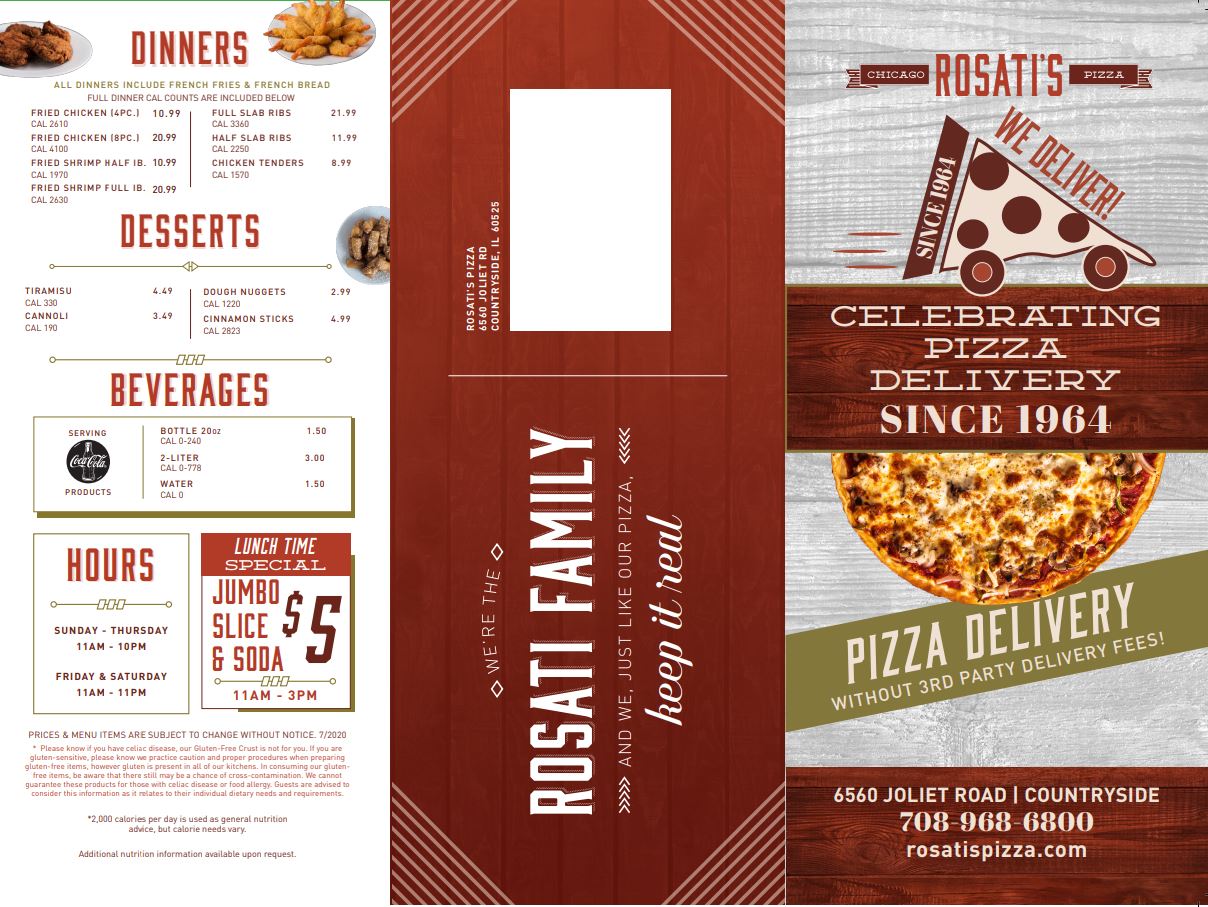 DINNERS
ALL DINNERS INCLUDE FRENCH FRIES & FRENCH BREAD
FULL DINNER CAL COUNTS ARE INCLUDED BELOW
FRIED CHICKEN (4PC.) 10.99
CAL 2610
FRIED CHICKEN (8PC.) 20.99
CAL 4100
FRIED SHRIMP HALF lB. 10.99
CAL 1970
FRIED SHRIMP FULL lB. 20.99
CAL 2630
FULL SLAB RIBS 21.99
CAL 3360
HALF SLAB RIBS 11.99
CAL 2250
CHICKEN TENDERS 8.99
CAL 1570
DESSERTS
TIRAMISU 4.49
CAL 330
CANNOLI 3.49
CAL 190
DOUGH NUGGETS 2.99
CAL 1220
CINNAMON STICKS 4.99
CAL 2823
BEVERAGES
SERVING
Coca-Cola
PRODUCTS
BOTTLE 20oz 1.50
CAL 0-240
2-LITER 3.00
CAL 0-778
WATER 1.50
CAL 0
HOURS
SUNDAY - THURSDAY
11AM - 10PM
FRIDAY & SATURDAY
11AM - 11PM
LUNCH TIME
SPECIAL
JUMBO
SLICE
& SODA
$5
11AM - 3PM
PRICES & MENU ITEMS ARE SUBJECT TO CHANGE WITHOUT NOTICE. 7/2020
* Please know if you have celiac disease, our Gluten-Free Crust is not for you. If you are
gluten-sensitive, please know we practice caution and proper procedures when preparing
gluten-free items, however gluten is present in all of our kitchens. In consuming our gluten-
free items, be aware that there still may be a chance of cross-contamination. We cannot
guarantee these products for those with celiac disease or food allergy. Guests are advised to
consider this information as it relates to their individual dietary needs and requirements.
*2,000 calories per day is used as general nutrition
advice, but calorie needs vary.
Additional nutrition information available upon request.
ROSATI'S PIZZA
6560 JOLIET RD
COUNTRYSIDE, IL 60525
WE'RE THE
ROSATI FAMILY
AND WE, JUST LIKE OUR PIZZA,
keep it real
CHICAGO ROSATI'S PIZZA
WE DELIVER!
SINCE 1964
CELEBRATING
PIZZA
DELIVERY
SINCE 1964
PIZZA DELIVERY
WITHOUT 3RD PARTY DELIVERY FEES!
6560 JOLIET ROAD | COUNTRYSIDE
708-968-6800
rosatispizza.com